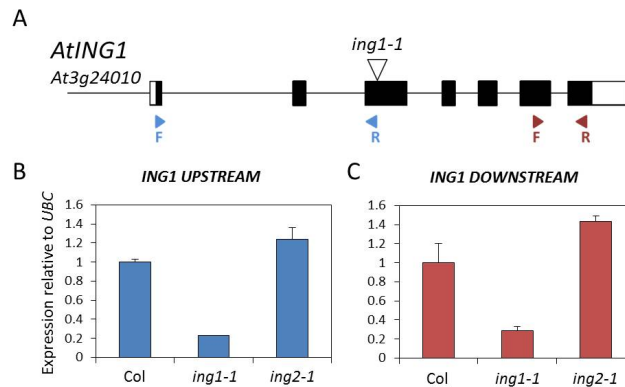 A
AtING1
At3g24010
ing1-1
F
R
F
R
B
ING1 UPSTREAM
Expression relative to UBC
1.6
1.4
1.2
1
0.8
0.6
0.4
0.2
0
Col
ing1-1
ing2-1
C
ING1 DOWNSTREAM
1.6
1.4
1.2
1
0.8
0.6
0.4
0.2
0
Col
ing1-1
ing2-1